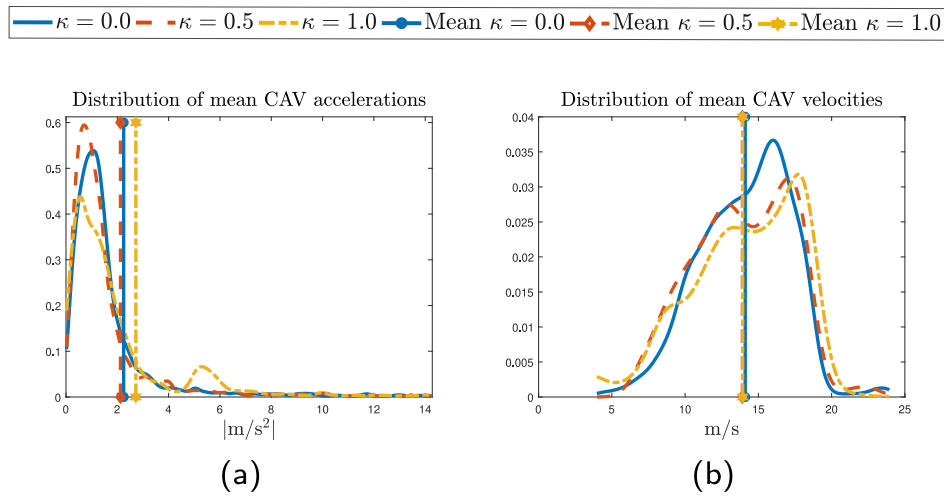 κ = 0.0 κ = 0.5 κ = 1.0 Mean κ = 0.0 Mean κ = 0.5 Mean κ = 1.0
Distribution of mean CAV accelerations
0.6
0.5
0.4
0.3
0.2
0.1
0
0 2 4 6 8 10 12 14
|m/s²|
(a)
Distribution of mean CAV velocities
0.04
0.035
0.03
0.025
0.02
0.015
0.01
0.005
0
0 5 10 15 20 25
m/s
(b)